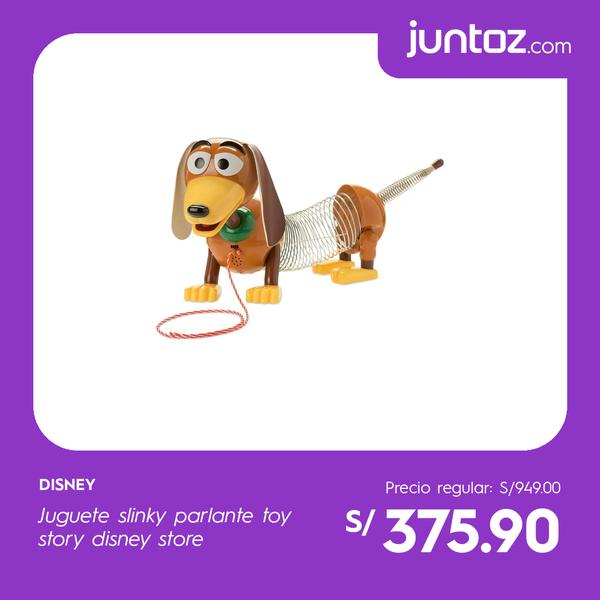 juntoz.com
DISNEY
Juguete slinky parlante toy
story disney store
Precio regular: S/949.00
S/375.90